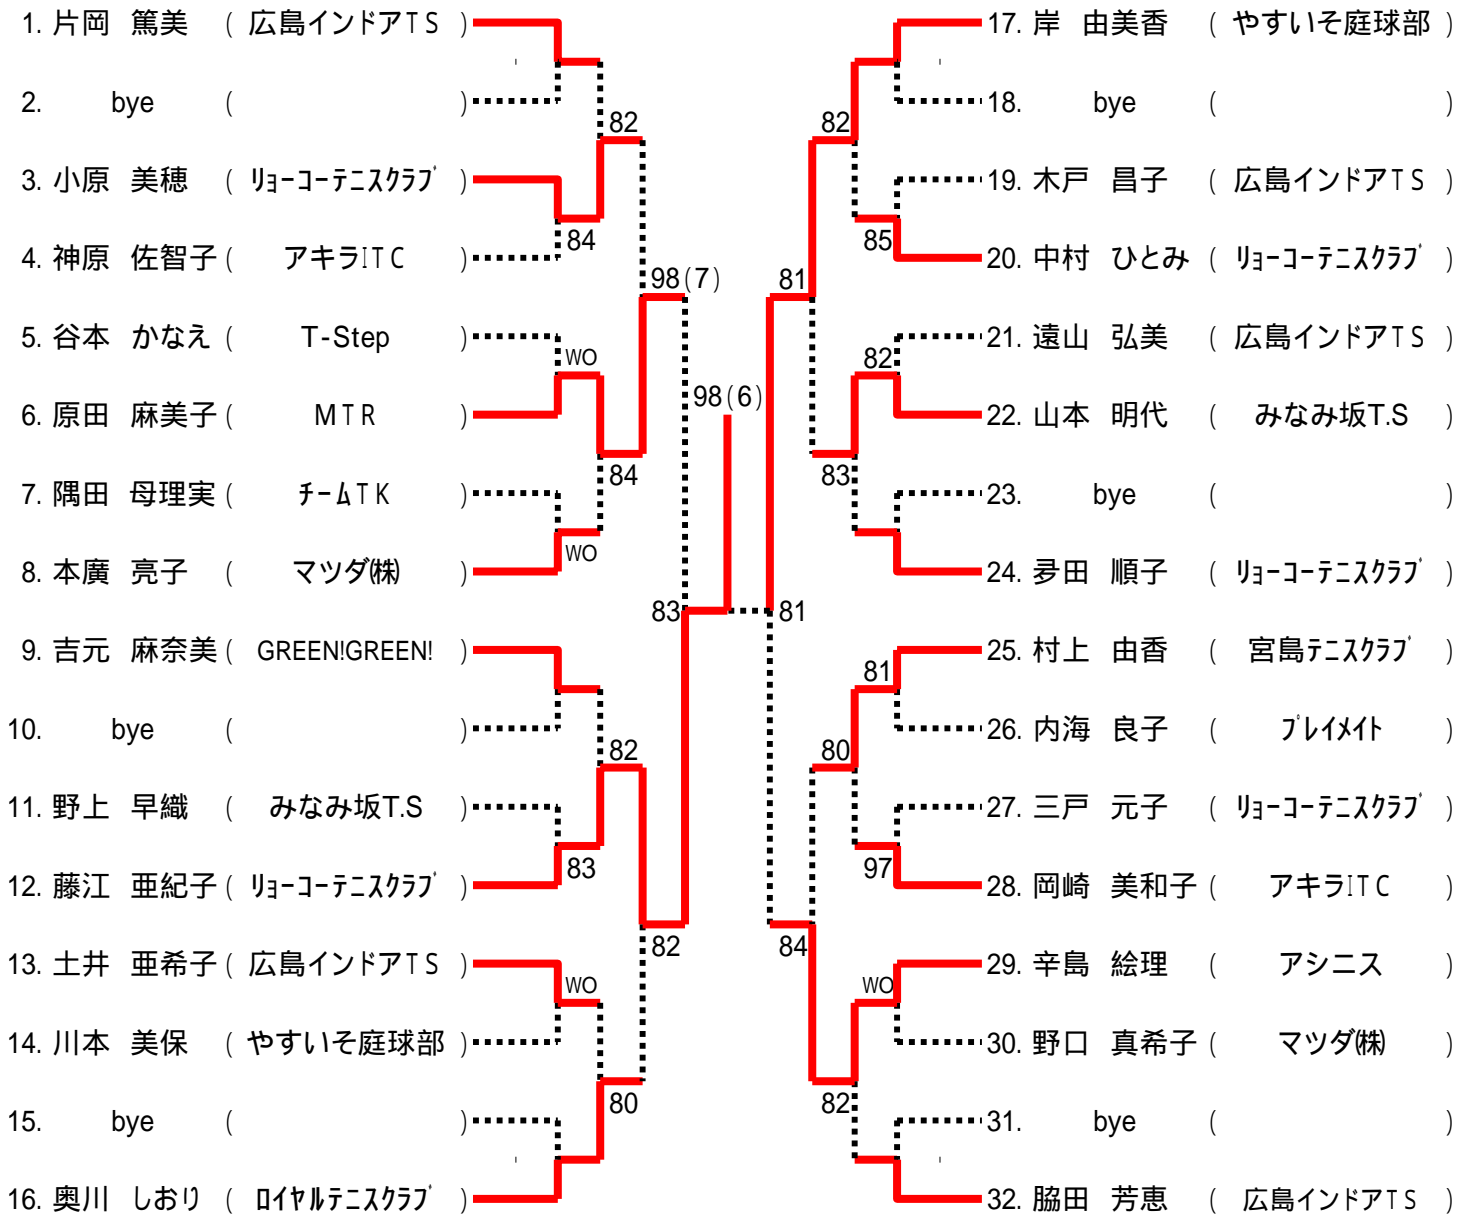 1. 片岡 篤美 ( 広島インドアTS )
2. bye ( )
82
3. 小原 美穂 ( ﾘｮｰｺｰﾃﾆｽｸﾗﾌﾞ )
84
4. 神原 佐智子 ( アキラITC )
98(7)
5. 谷本 かなえ ( T-Step )
WO
6. 原田 麻美子 ( MTR )
84
7. 隅田 母理実 ( ﾁｰﾑTK )
WO
8. 本廣 亮子 ( マツダ㈱ )
83
9. 吉元 麻奈美 ( GREEN!GREEN! )
10. bye ( )
82
11. 野上 早織 ( みなみ坂T.S )
83
12. 藤江 亜紀子 ( ﾘｮｰｺｰﾃﾆｽｸﾗﾌﾞ )
82
13. 土井 亜希子 ( 広島インドアTS )
WO
14. 川本 美保 ( やすいそ庭球部 )
80
15. bye ( )
16. 奥川 しおり ( ﾛｲﾔﾙﾃﾆｽｸﾗﾌﾞ )
98(6)
17. 岸 由美香 ( やすいそ庭球部 )
18. bye ( )
82
19. 木戸 昌子 ( 広島インドアTS )
85
20. 中村 ひとみ ( ﾘｮｰｺｰﾃﾆｽｸﾗﾌﾞ )
81
21. 遠山 弘美 ( 広島インドアTS )
82
22. 山本 明代 ( みなみ坂T.S )
83
23. bye ( )
24. 夛田 順子 ( ﾘｮｰｺｰﾃﾆｽｸﾗﾌﾞ )
81
25. 村上 由香 ( 宮島ﾃﾆｽｸﾗﾌﾞ )
81
26. 内海 良子 ( ﾌﾟﾚｲﾒｲﾄ )
80
27. 三戸 元子 ( ﾘｮｰｺｰﾃﾆｽｸﾗﾌﾞ )
97
28. 岡崎 美和子 ( アキラITC )
84
29. 辛島 絵理 ( アシニス )
WO
30. 野口 真希子 ( マツダ㈱ )
82
31. bye ( )
32. 脇田 芳恵 ( 広島インドアTS )